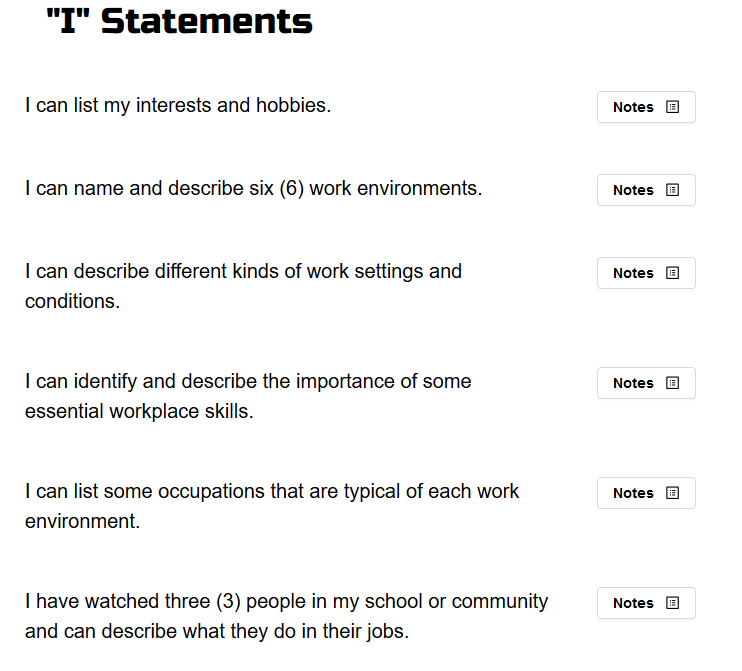 "I" Statements
I can list my interests and hobbies.
Notes
I can name and describe six (6) work environments.
Notes
I can describe different kinds of work settings and
conditions.
Notes
I can identify and describe the importance of some
essential workplace skills.
Notes
I can list some occupations that are typical of each work
environment.
Notes
I have watched three (3) people in my school or community
and can describe what they do in their jobs.
Notes